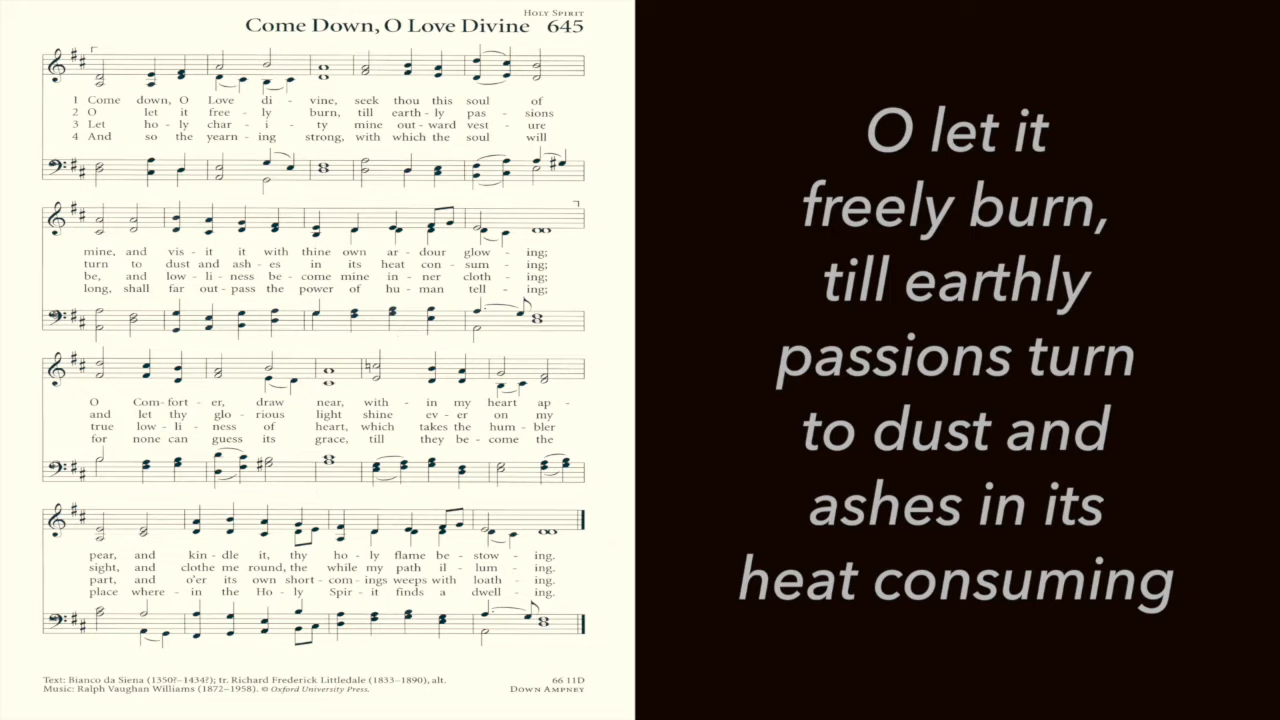 HOLY SPIRIT
Come Down, O Love Divine 645
1 Come down, O Love di - vine, seek thou this soul of
2 O let it free - ly burn, till earth - ly pas - sions
3 Let ho - ly char - i - ty mine out - ward vest - ure
4 And so the yearn - ing strong, with which the soul will
mine, and vis - it it with thine own ar - dour glow - ing;
turn to dust and ash - es in its heat con - sum - ing;
be, and low - li - ness be - come mine in - ner cloth - ing;
long, shall far out - pass the power of hu - man tell - ing;
O Com - fort - er, draw near, with - in my heart ap -
and let thy glo - rious light shine ev - er on my
true low - li - ness of heart, which takes the hum - bler
for none can guess its grace, till they be - come the
pear, and kin - dle it, thy ho - ly flame be - stow - ing.
sight, and clothe me round, the while my path il - lum - ing.
part, and o'er its own short - com - ings weeps with loath - ing.
place where - in the Ho - ly Spir - it finds a dwell - ing.
Text: Bianco da Siena (1350?–1434?); tr. Richard Frederick Littledale (1833–1890), alt.
Music: Ralph Vaughan Williams (1872–1958). © Oxford University Press.
66 11D
DOWN AMPNEY
O let it
freely burn,
till earthly
passions turn
to dust and
ashes in its
heat consuming